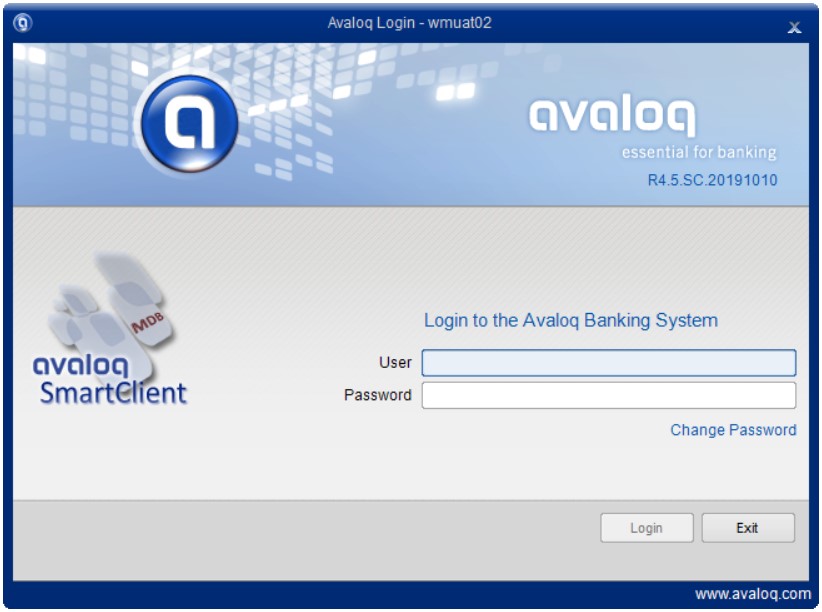 Avaloq Login - wmuat02
x
a
avaloq
essential for banking
R4.5.SC.20191010
MDB
avaloq
SmartClient
Login to the Avaloq Banking System
User
Password
Change Password
Login
Exit
www.avaloq.com